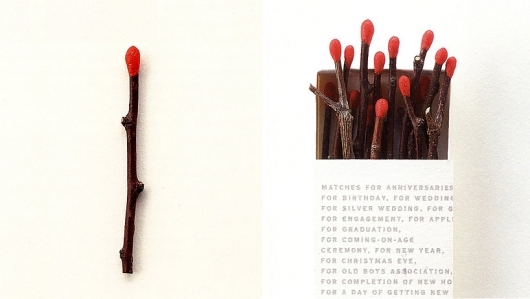 MATCHES FOR ANNIVERSARIES
FOR BIRTHDAY, FOR WEDDING
FOR SILVER WEDDING, FOR G
FOR ENGAGEMENT, FOR APPL
FOR GRADUATION,
FOR COMING-ON-AGE
CEREMONY, FOR NEW YEAR,
FOR CHRISTMAS EVE,
FOR OLD BOYS ASSOCIATION,
FOR COMPLETION OF NEW HO
FOR A DAY OF GETTING NEW